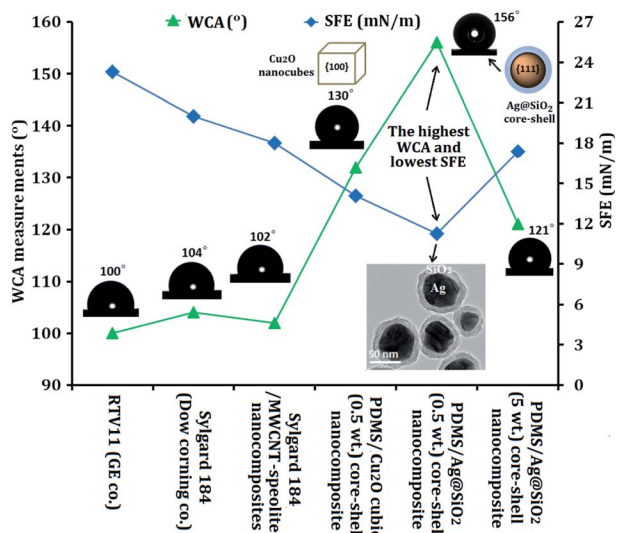 WCA (°)
SFE (mN/m)
WCA measurements (°)
160
150
140
130
120
110
100
90
SFE (mN/m)
27
24
21
18
15
12
9
6
3
0
Cu2O
nanocubes
{100}
156°
{111}
Ag@SiO2
core-shell
130°
The highest
WCA and
lowest SFE
100°
104°
102°
121°
SiO2
Ag
50 nm
RTV11 (GE co.)
Sylgard 184
(Dow corning co.)
Sylgard 184
/MWCNT-speolite
nanocomposites
PDMS/Cu2O cubic
(0.5 wt.) core-shell
nanocomposite
PDMS/Ag@SiO2
(0.5 wt.) core-shell
nanocomposite
PDMS/Ag@SiO2
(5 wt.) core-shell
nanocomposite